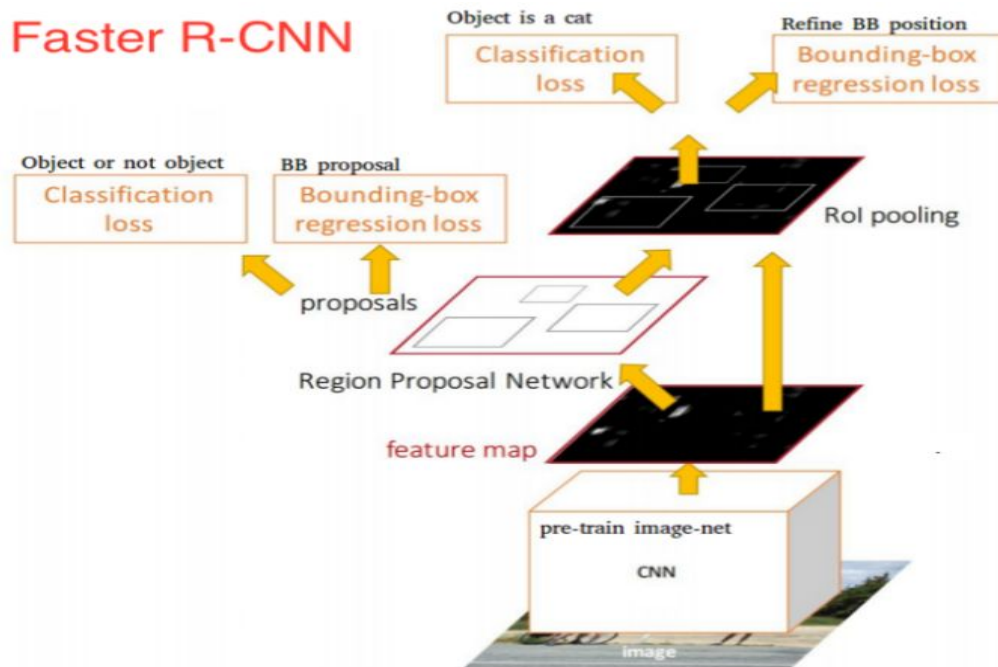 Faster R-CNN
Object is a cat
Classification
loss
Refine BB position
Bounding-box
regression loss
Object or not object
Classification
loss
BB proposal
Bounding-box
regression loss
RoI pooling
proposals
Region Proposal Network
feature map
pre-train image-net
CNN
image